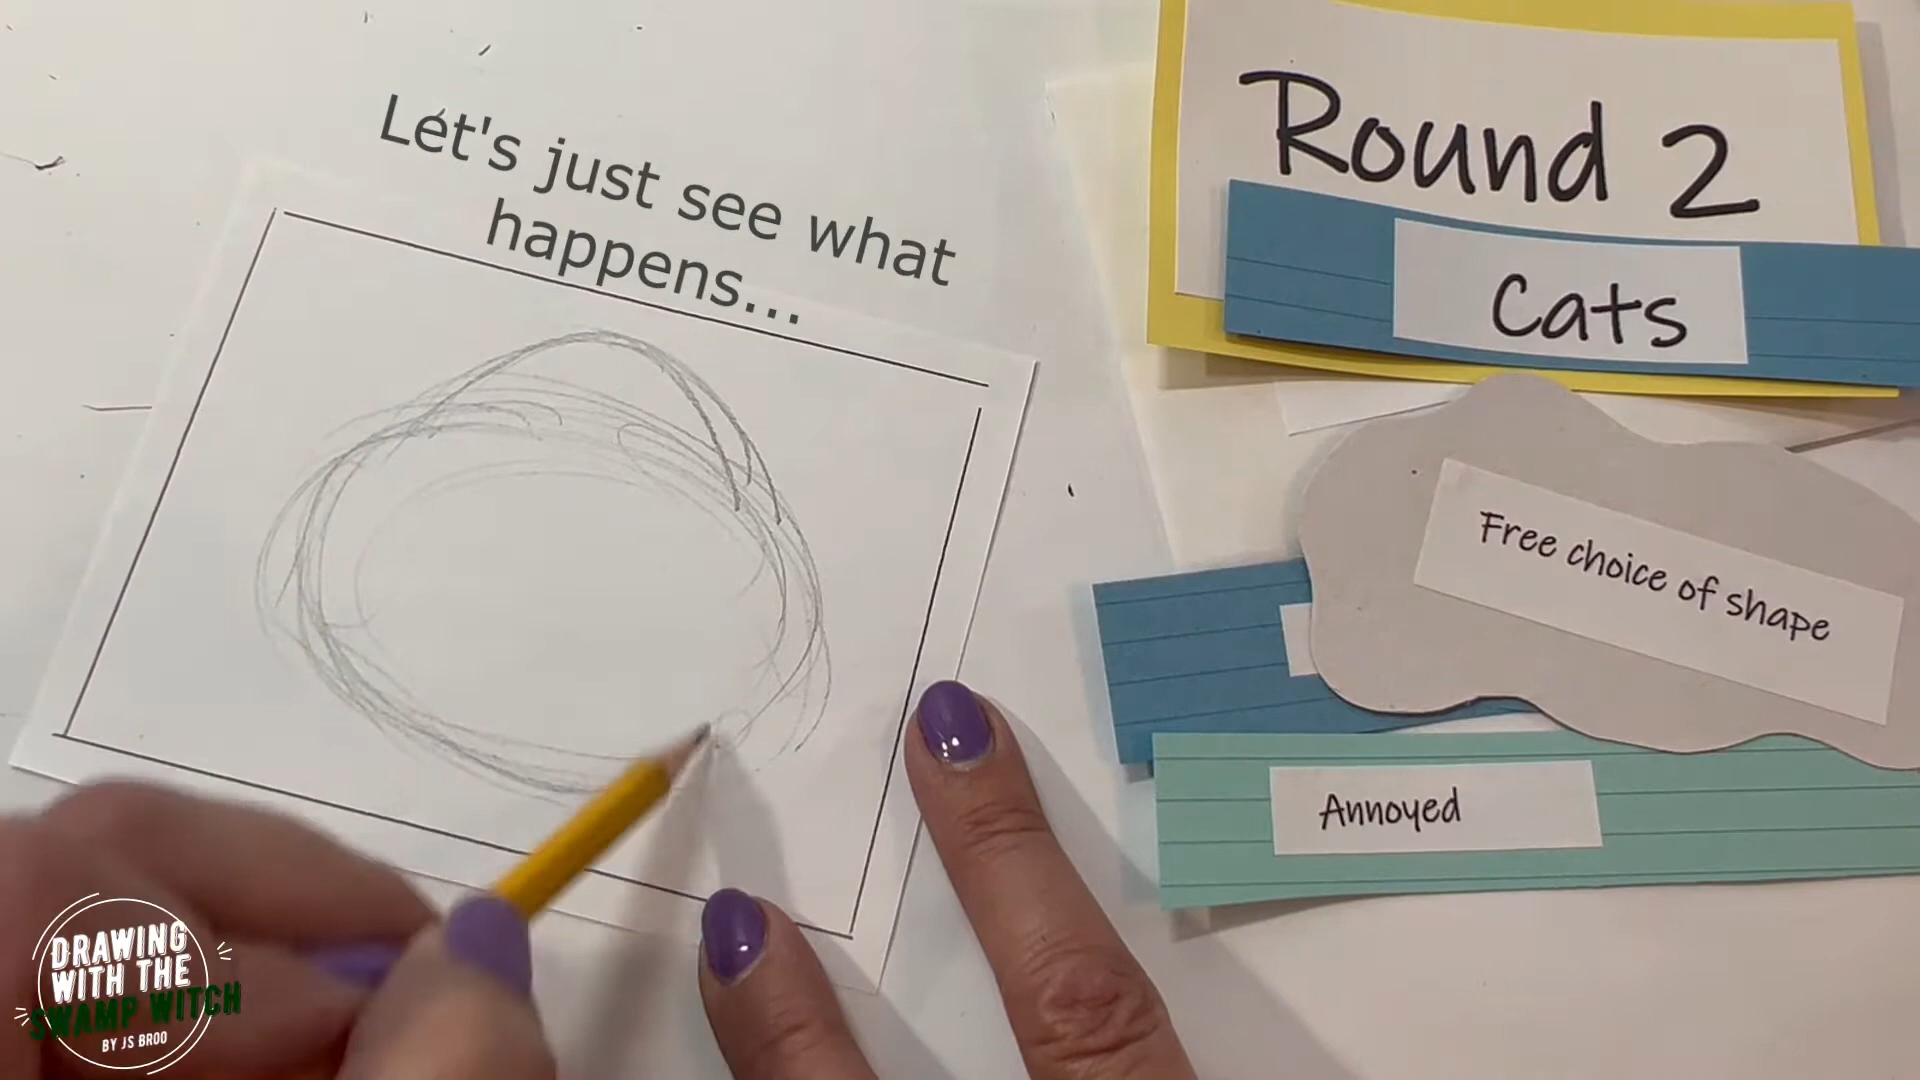 Let's just see what
happens...
Round 2
Cats
Free choice of shape
Annoyed
DRAWING
WITH THE
SWAMP WITCH
BY JS BROO